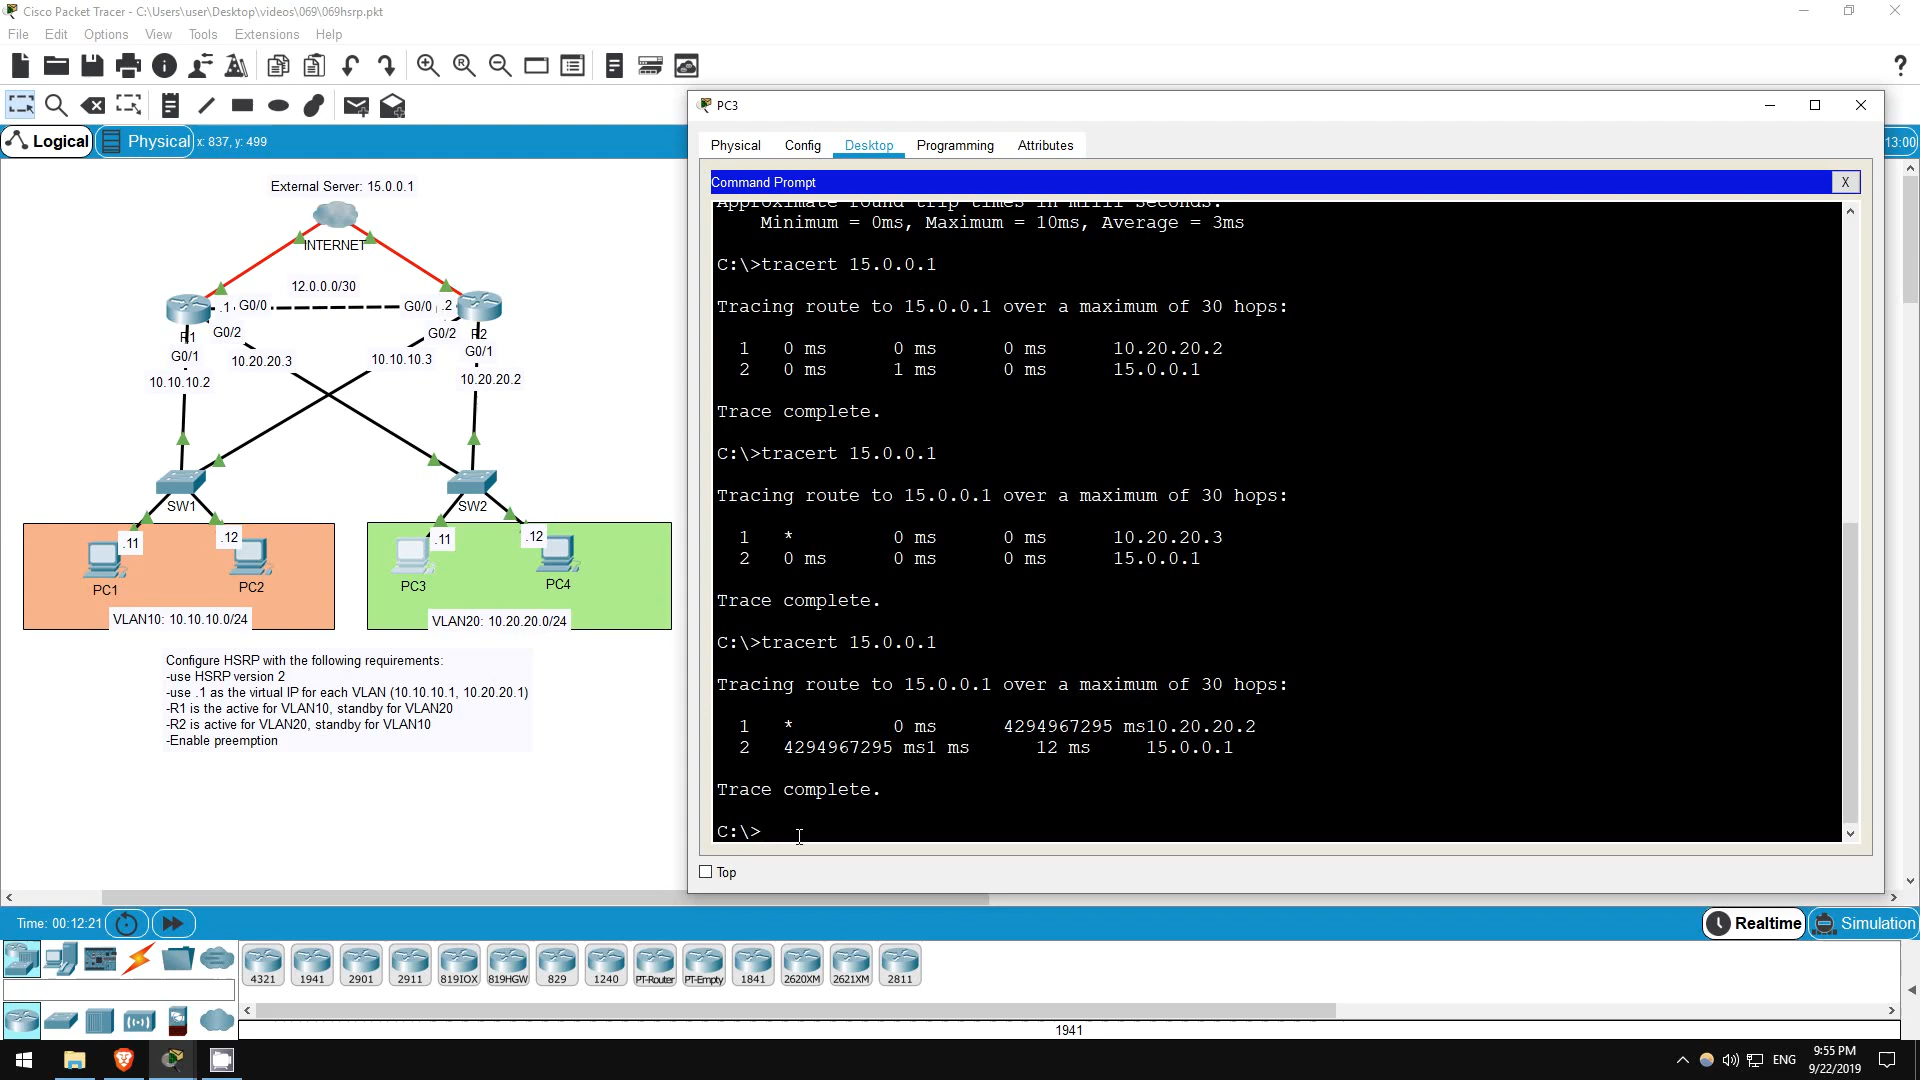 Cisco Packet Tracer - C:\Users\user\Desktop\videos\069\069hsrp.pkt
File Edit Options View Tools Extensions Help
Logical Physical x: 837, y: 499
13:00
External Server: 15.0.0.1
INTERNET
12.0.0.0/30
.1 G0/0 G0/0 .2
R1 G0/2 G0/2 R2
G0/1 G0/1
10.10.10.2 10.20.20.3 10.10.10.3 10.20.20.2
SW1 SW2
.11 .12 .11 .12
PC1 PC2 PC3 PC4
VLAN10: 10.10.10.0/24 VLAN20: 10.20.20.0/24
Configure HSRP with the following requirements:
-use HSRP version 2
-use .1 as the virtual IP for each VLAN (10.10.10.1, 10.20.20.1)
-R1 is the active for VLAN10, standby for VLAN20
-R2 is active for VLAN20, standby for VLAN10
-Enable preemption
PC3
Physical Config Desktop Programming Attributes
Command Prompt X
Approximate round trip times in milli-seconds:
Minimum = 0ms, Maximum = 10ms, Average = 3ms
C:\>tracert 15.0.0.1
Tracing route to 15.0.0.1 over a maximum of 30 hops:
1 0 ms 0 ms 0 ms 10.20.20.2
2 0 ms 1 ms 0 ms 15.0.0.1
Trace complete.
C:\>tracert 15.0.0.1
Tracing route to 15.0.0.1 over a maximum of 30 hops:
1 * 0 ms 0 ms 10.20.20.3
2 0 ms 0 ms 0 ms 15.0.0.1
Trace complete.
C:\>tracert 15.0.0.1
Tracing route to 15.0.0.1 over a maximum of 30 hops:
1 * 0 ms 4294967295 ms10.20.20.2
2 4294967295 ms1 ms 12 ms 15.0.0.1
Trace complete.
C:\>
Top
Time: 00:12:21 Realtime Simulation
4321 1941 2901 2911 819IOX 819HGW 829 1240 PT-Router PT-Empty 1841 2620XM 2621XM 2811
1941
ENG 9:55 PM
9/22/2019